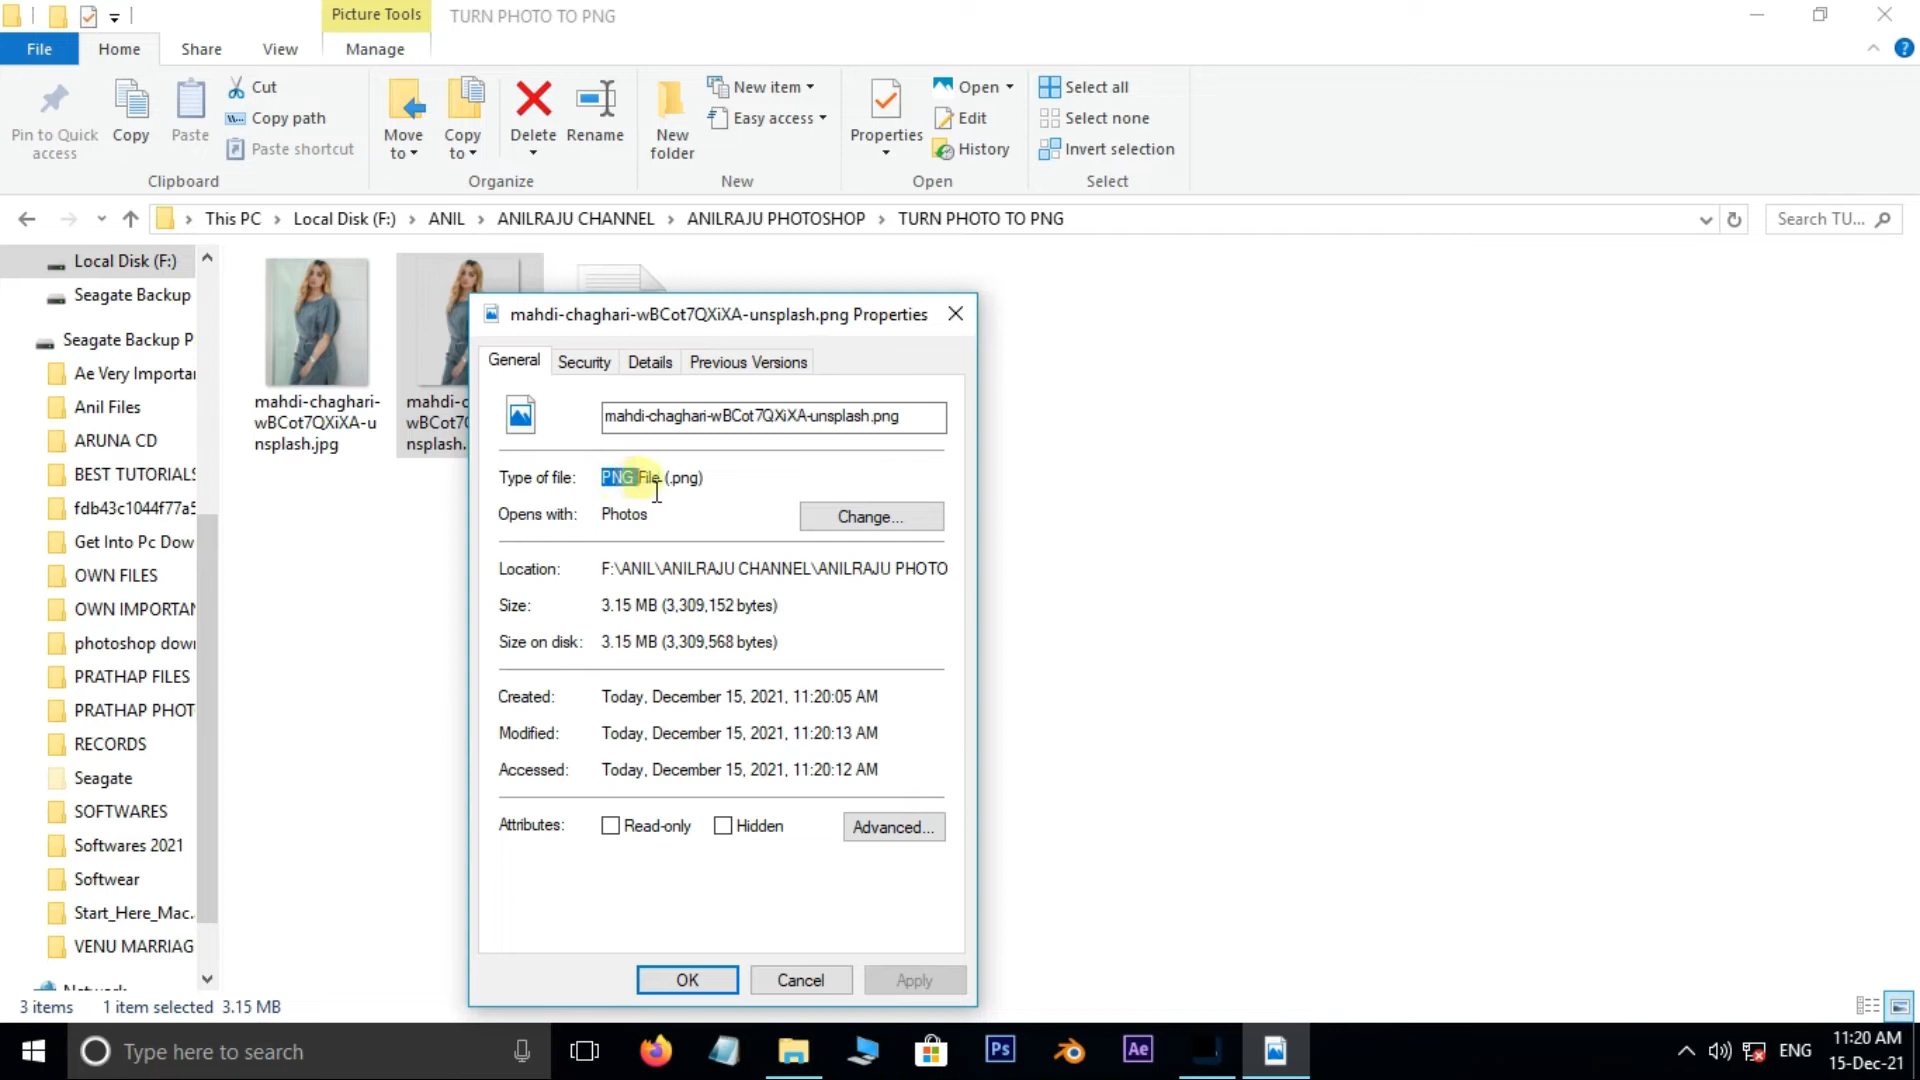 Picture Tools
TURN PHOTO TO PNG
File
Home
Share
View
Manage
Pin to Quick access
Copy
Paste
Cut
Copy path
Paste shortcut
Clipboard
Move to
Copy to
Delete
Rename
Organize
New folder
New item
Easy access
New
Properties
Open
Edit
History
Open
Select all
Select none
Invert selection
Select
This PC > Local Disk (F:) > ANIL > ANILRAJU CHANNEL > ANILRAJU PHOTOSHOP > TURN PHOTO TO PNG
Search TU...
Local Disk (F:)
Seagate Backup
Seagate Backup P
Ae Very Importar
Anil Files
ARUNA CD
BEST TUTORIALS
fdb43c1044f77a5
Get Into Pc Dow
OWN FILES
OWN IMPORTAN
photoshop dow
PRATHAP FILES
PRATHAP PHOT
RECORDS
Seagate
SOFTWARES
Softwares 2021
Softwear
Start_Here_Mac.
VENU MARRIAG
Network
mahdi-chaghari-
wBCot7QXiXA-u
nsplash.jpg
mahdi-c
wBCot7
nsplash.
mahdi-chaghari-wBCot7QXiXA-unsplash.png Properties
General
Security
Details
Previous Versions
mahdi-chaghari-wBCot7QXiXA-unsplash.png
Type of file: PNG File (.png)
Opens with: Photos
Change...
Location: F:\ANIL\ANILRAJU CHANNEL\ANILRAJU PHOTO
Size: 3.15 MB (3,309,152 bytes)
Size on disk: 3.15 MB (3,309,568 bytes)
Created: Today, December 15, 2021, 11:20:05 AM
Modified: Today, December 15, 2021, 11:20:13 AM
Accessed: Today, December 15, 2021, 11:20:12 AM
Attributes: Read-only Hidden
Advanced...
OK
Cancel
Apply
3 items
1 item selected 3.15 MB
Type here to search
Ps
Ae
ENG
11:20 AM
15-Dec-21